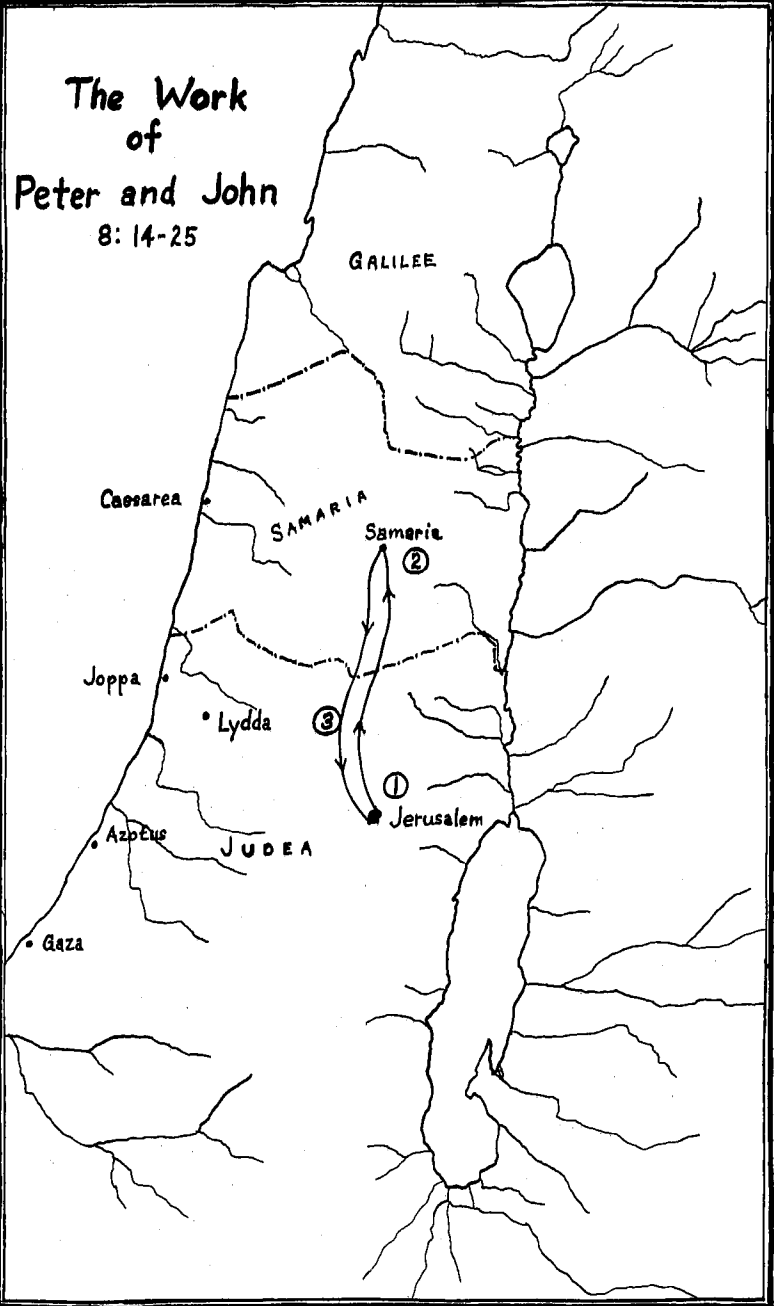 The Work
of
Peter and John
8: 14-25
GALILEE
Caesarea
SAMARIA
Samaria
2
Joppa
Lydda
3
1
Jerusalem
Azotus
JUDEA
Gaza